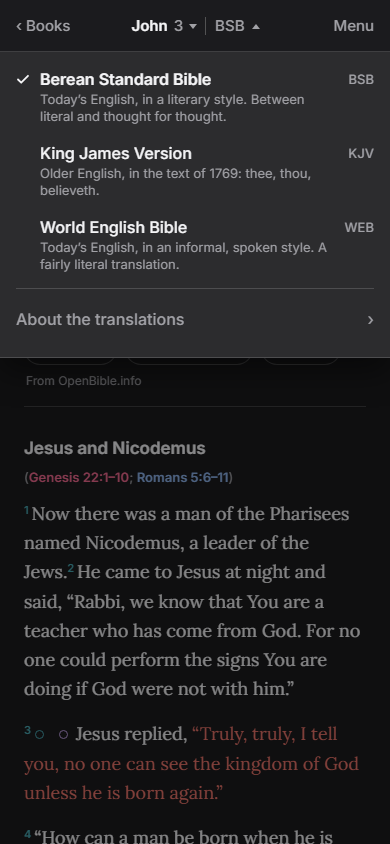 ‹ Books John 3 BSB Menu
Berean Standard Bible BSB
Today’s English, in a literary style. Between
literal and thought for thought.
King James Version KJV
Older English, in the text of 1769: thee, thou,
believeth.
World English Bible WEB
Today’s English, in an informal, spoken style. A
fairly literal translation.
About the translations ›
From OpenBible.info
Jesus and Nicodemus
(Genesis 22:1–10; Romans 5:6–11)
1 Now there was a man of the Pharisees
named Nicodemus, a leader of the
Jews. 2 He came to Jesus at night and
said, “Rabbi, we know that You are a
teacher who has come from God. For no
one could perform the signs You are
doing if God were not with him.”
3 Jesus replied, “Truly, truly, I tell
you, no one can see the kingdom of God
unless he is born again.”
4 “How can a man be born when he is